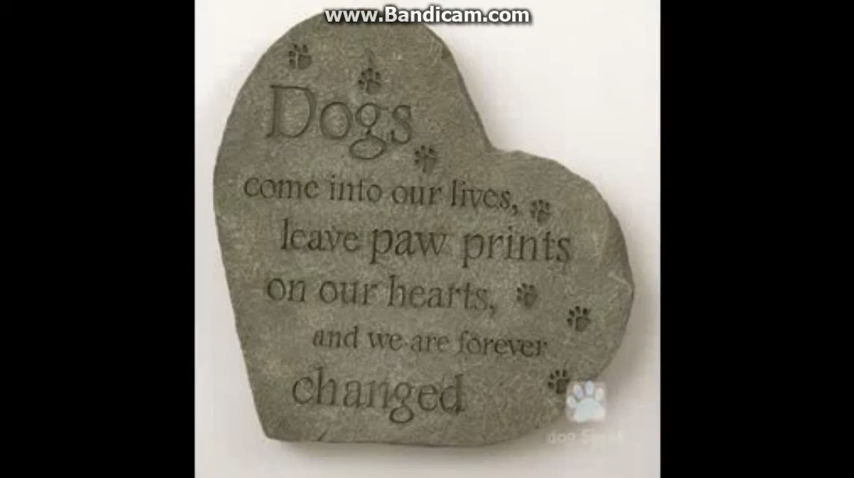 www.Bandicam.com
Dogs
come into our lives,
leave paw prints
on our hearts,
and we are forever
changed